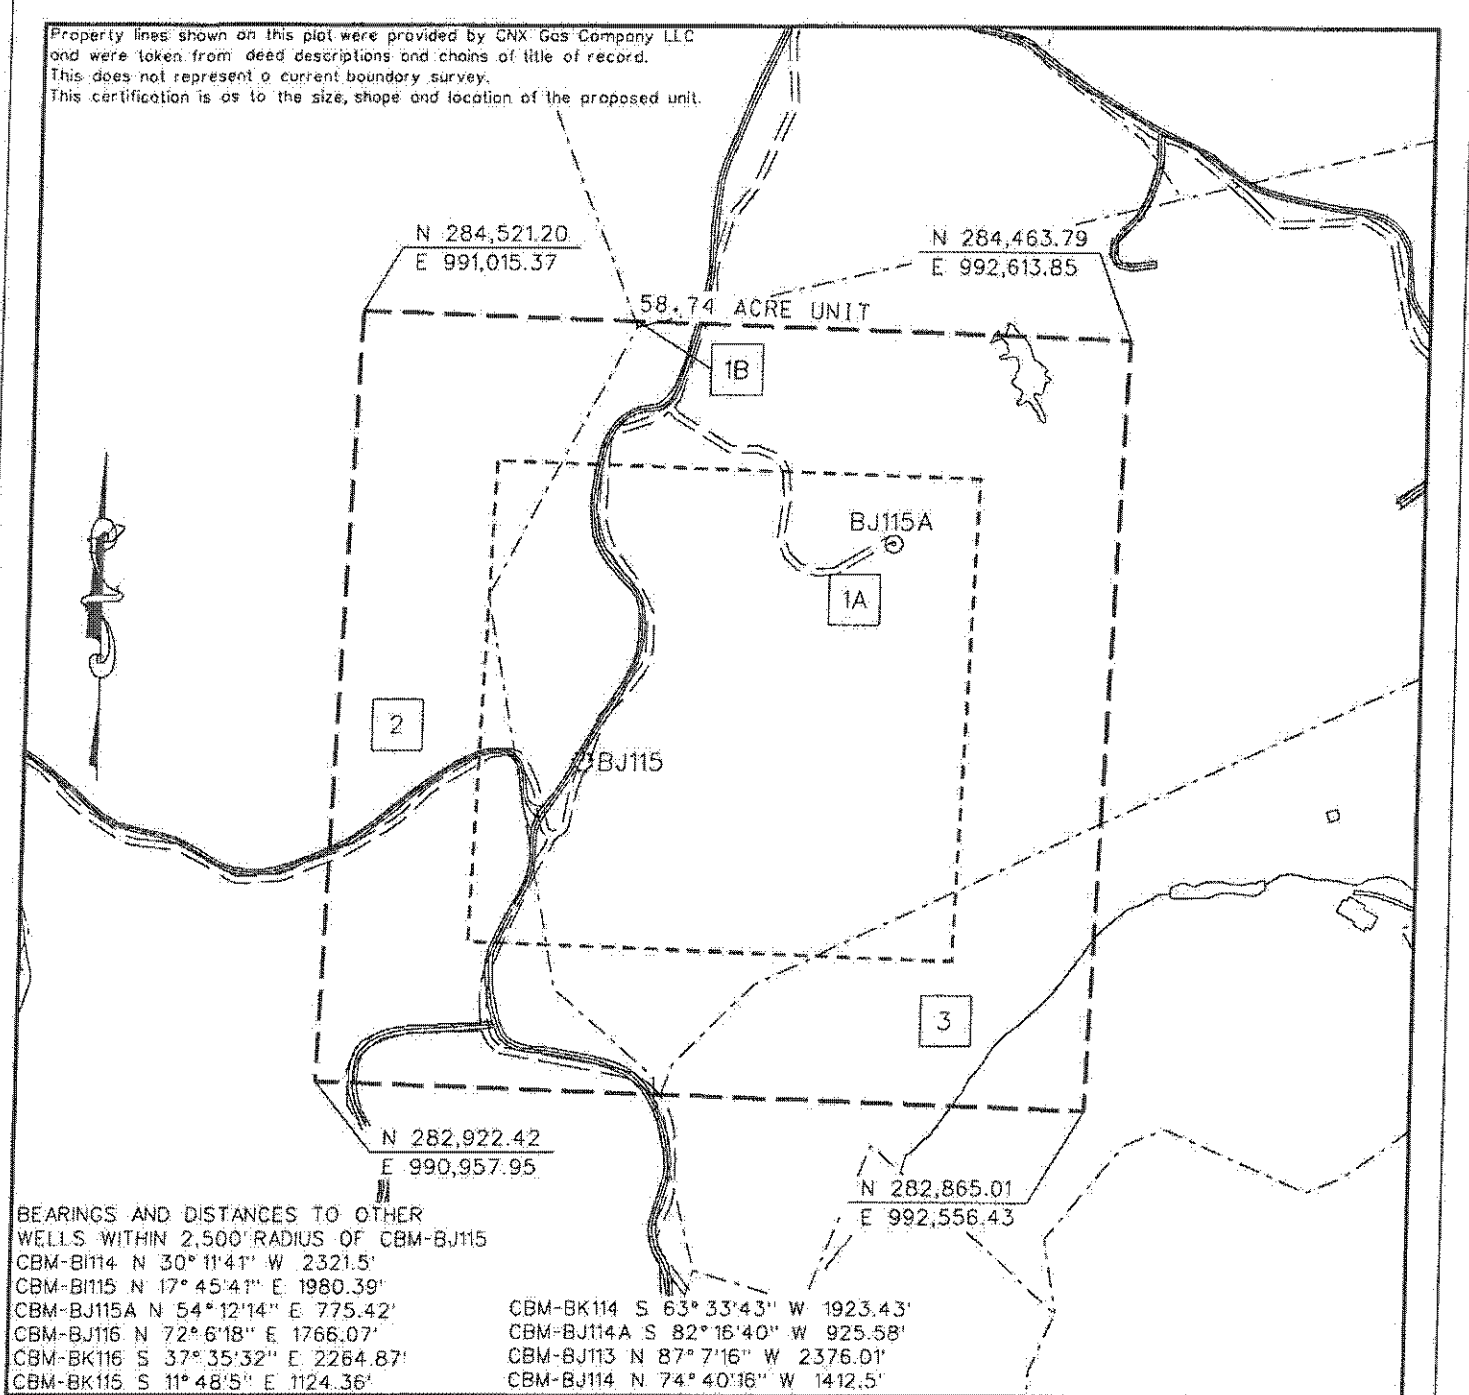 Property lines shown on this plat were provided by CNX Gas Company LLC
and were taken from deed descriptions and chains of title of record.
This does not represent a current boundary survey.
This certification is as to the size, shape and location of the proposed unit.
N 284,521.20
E 991,015.37
N 284,463.79
E 992,613.85
58.74 ACRE UNIT
1B
BJ115A
1A
2
BJ115
3
N 282,922.42
E 990,957.95
N 282,865.01
E 992,556.43
BEARINGS AND DISTANCES TO OTHER
WELLS WITHIN 2,500' RADIUS OF CBM-BJ115
CBM-BI114 N 30° 11'41" W 2321.5'
CBM-BI115 N 17° 45'41" E 1980.39'
CBM-BJ115A N 54° 12'14" E 775.42'
CBM-BJ116 N 72° 6'18" E 1766.07'
CBM-BK116 S 37° 35'32" E 2264.87'
CBM-BK115 S 11° 48'5" E 1124.36'
CBM-BK114 S 63° 33'43" W 1923.43'
CBM-BJ114A S 82° 16'40" W 925.58'
CBM-BJ113 N 87° 7'16" W 2376.01'
CBM-BJ114 N 74° 40'16" W 1412.5'